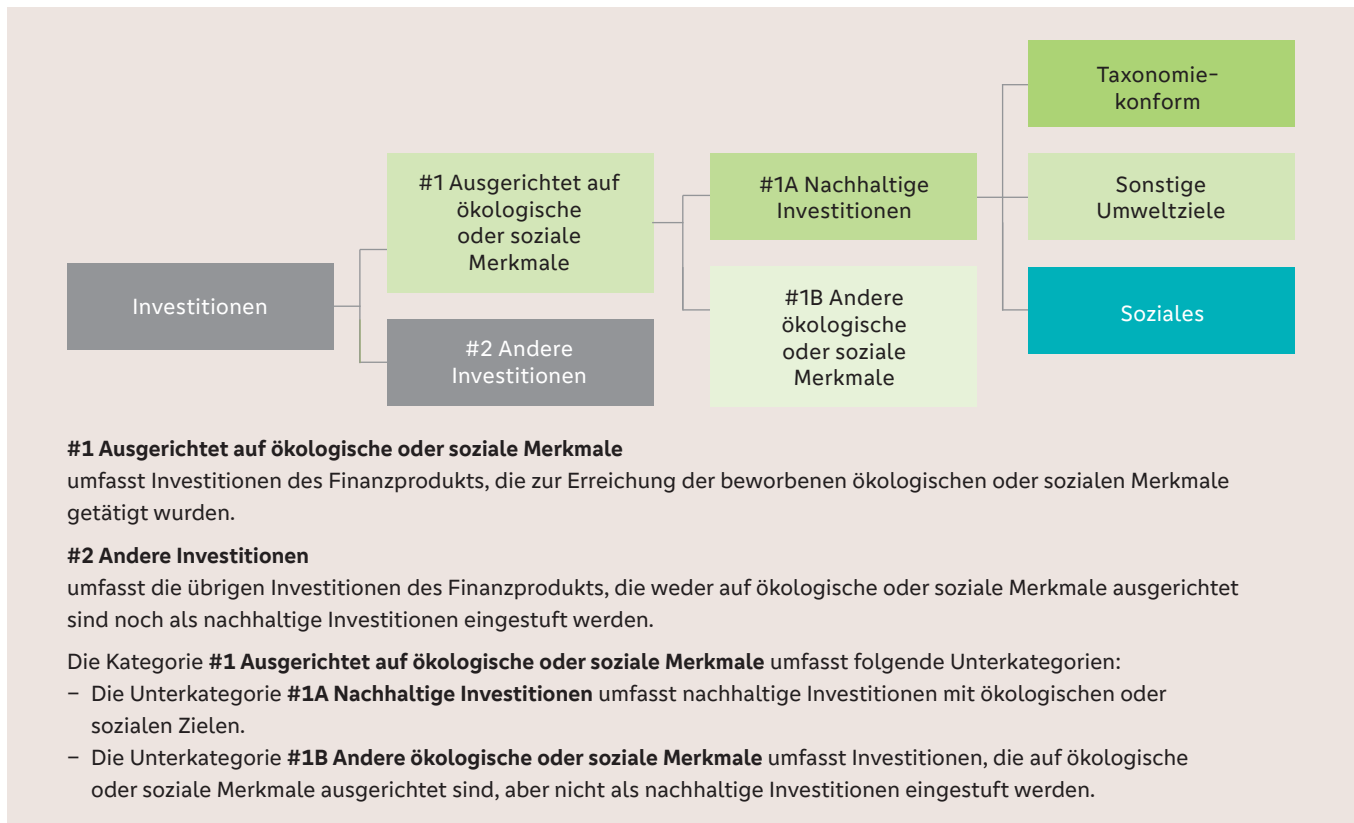 Taxonomie-
konform
#1 Ausgerichtet auf
ökologische
oder soziale
Merkmale
#1A Nachhaltige
Investitionen
Sonstige
Umweltziele
Investitionen
#2 Andere
Investitionen
#1B Andere
ökologische
oder soziale
Merkmale
Soziales
#1 Ausgerichtet auf ökologische oder soziale Merkmale
umfasst Investitionen des Finanzprodukts, die zur Erreichung der beworbenen ökologischen oder sozialen Merkmale
getätigt wurden.
#2 Andere Investitionen
umfasst die übrigen Investitionen des Finanzprodukts, die weder auf ökologische oder soziale Merkmale ausgerichtet
sind noch als nachhaltige Investitionen eingestuft werden.
Die Kategorie #1 Ausgerichtet auf ökologische oder soziale Merkmale umfasst folgende Unterkategorien:
– Die Unterkategorie #1A Nachhaltige Investitionen umfasst nachhaltige Investitionen mit ökologischen oder
sozialen Zielen.
– Die Unterkategorie #1B Andere ökologische oder soziale Merkmale umfasst Investitionen, die auf ökologische
oder soziale Merkmale ausgerichtet sind, aber nicht als nachhaltige Investitionen eingestuft werden.